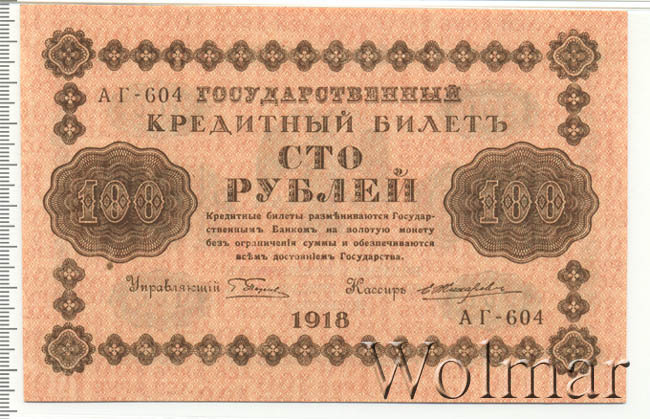 АГ-604 ГОСУДАРСТВЕННЫЙ
КРЕДИТНЫЙ БИЛЕТЪ
СТО
РУБЛЕЙ
100
100
Кредитные билеты размѣниваются Государ-
ственнымъ Банкомъ на золотую монету
безъ ограниченія суммы и обезпечиваются
всѣмъ достояніемъ Государства.
Управляющій
Кассиръ
1918
АГ-604
Wolmar